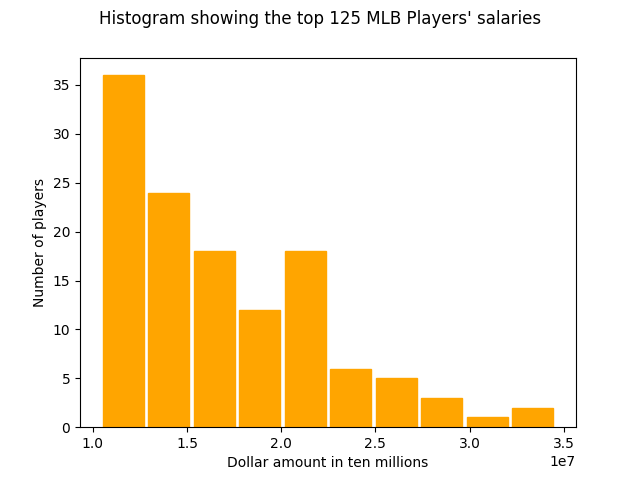 Histogram showing the top 125 MLB Players' salaries
Number of players
35
30
25
20
15
10
5
0
1.0 1.5 2.0 2.5 3.0 3.5
1e7
Dollar amount in ten millions